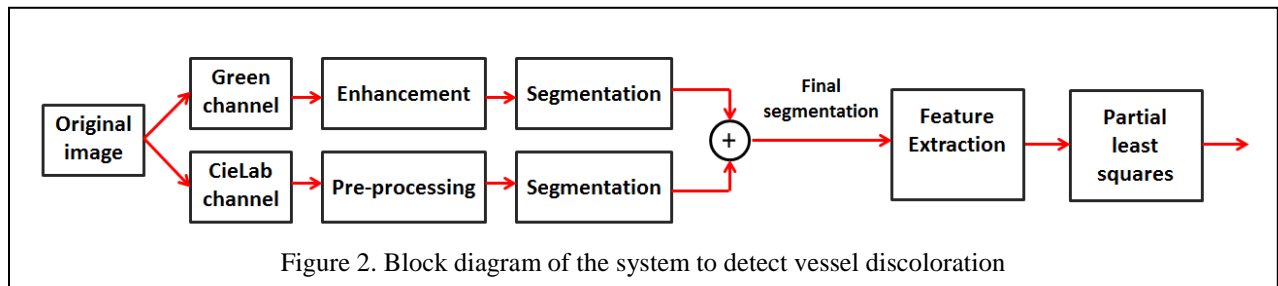 Original
image
Green
channel
Enhancement
Segmentation
CieLab
channel
Pre-processing
Segmentation
+
Final
segmentation
Feature
Extraction
Partial
least
squares
Figure 2. Block diagram of the system to detect vessel discoloration